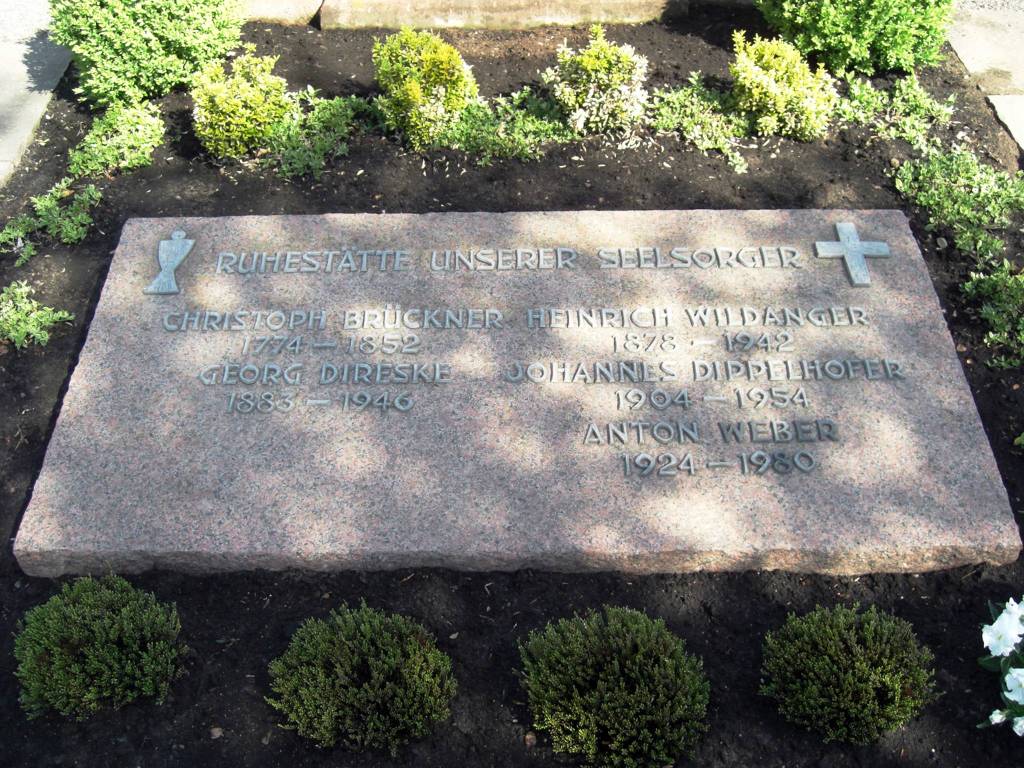 RUHESTÄTTE UNSERER SEELSORGER
CHRISTOPH BRÜCKNER
1774 – 1852
GEORG DIRESKE
1883 – 1946
HEINRICH WILDANGER
1878 – 1942
JOHANNES DIPPELHOFER
1904 – 1954
ANTON WEBER
1924 – 1980